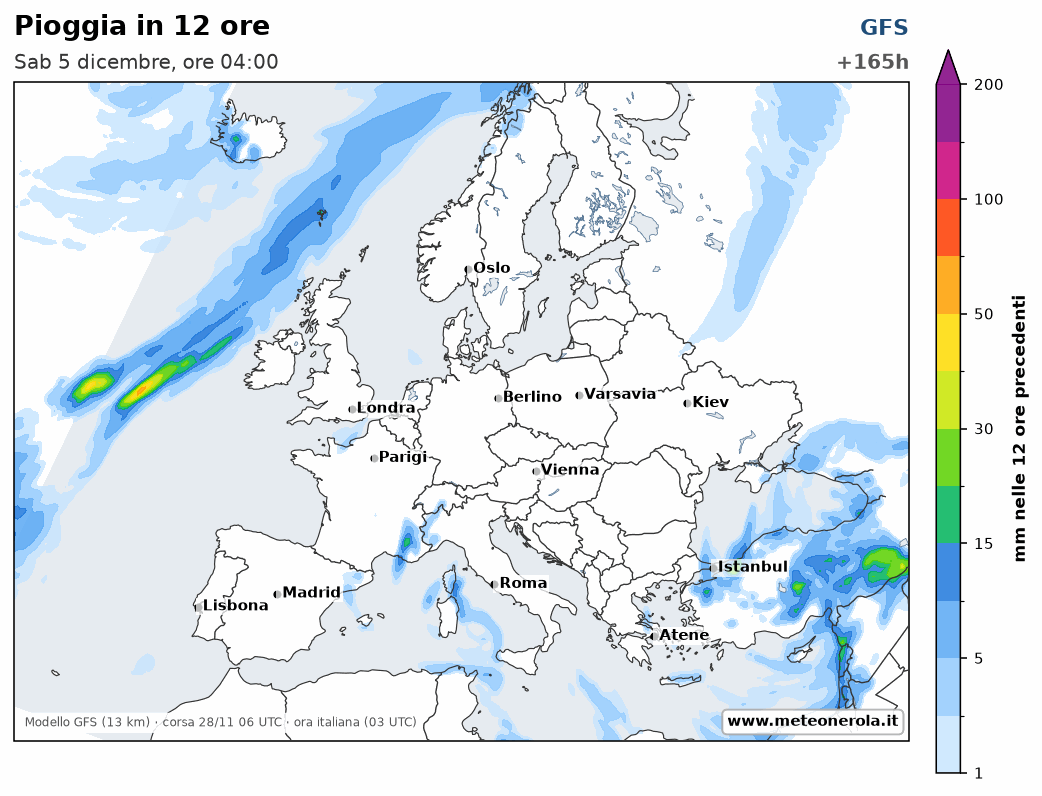 Pioggia in 12 ore
GFS
Sab 5 dicembre, ore 04:00
+165h
200
100
50
30
15
5
1
mm nelle 12 ore precedenti
Oslo
Londra
Berlino
Varsavia
Kiev
Parigi
Vienna
Istanbul
Roma
Madrid
Lisbona
Atene
Modello GFS (13 km) · corsa 28/11 06 UTC · ora italiana (03 UTC)
www.meteonerola.it